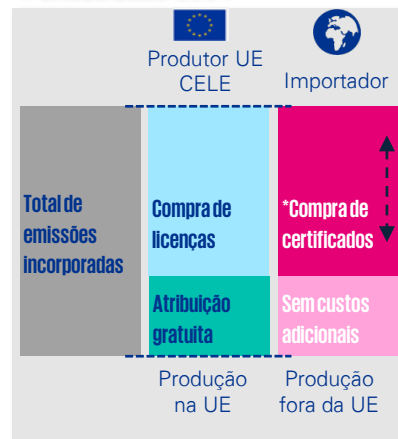 Produtor UE
CELE
Importador
Total de
emissões
incorporadas
Compra de
licenças
*Compra de
certificados
Atribuição
gratuita
Sem custos
adicionais
Produção
na UE
Produção
fora da UE